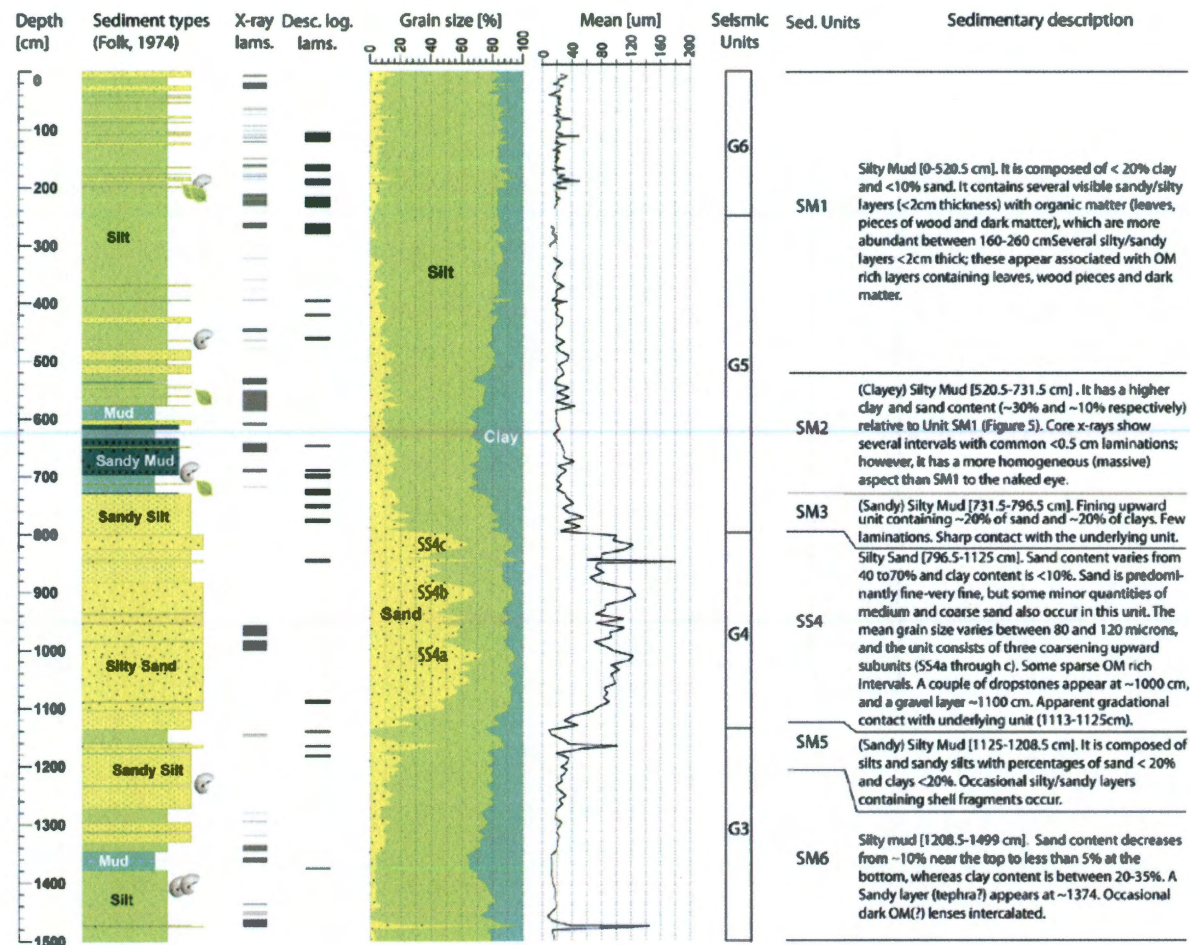 Depth [cm]
Sediment types (Folk, 1974)
X-ray lams.
Desc. log. lams.
Grain size [%]
Mean [um]
Seismic Units
Sed. Units
Sedimentary description
0 20 40 60 80 100
0 40 80 120 160 200
0
100
200
300
400
500
600
700
800
900
1000
1100
1200
1300
1400
1500
Silt
Mud
Sandy Mud
Sandy Silt
Silty Sand
Sandy Silt
Mud
Silt
Silt
Clay
SS4c
SS4b
Sand
SS4a
G6
G5
G4
G3
SM1
Silty Mud [0-520.5 cm]. It is composed of < 20% clay
and <10% sand. It contains several visible sandy/silty
layers (<2cm thickness) with organic matter (leaves,
pieces of wood and dark matter), which are more
abundant between 160-260 cmSeveral silty/sandy
layers <2cm thick; these appear associated with OM
rich layers containing leaves, wood pieces and dark
matter.
SM2
(Clayey) Silty Mud [520.5-731.5 cm] . It has a higher
clay and sand content (~30% and ~10% respectively)
relative to Unit SM1 (Figure 5). Core x-rays show
several intervals with common <0.5 cm laminations;
however, it has a more homogeneous (massive)
aspect than SM1 to the naked eye.
SM3
(Sandy) Silty Mud [731.5-796.5 cm]. Fining upward
unit containing ~20% of sand and ~20% of clays. Few
laminations. Sharp contact with the underlying unit.
SS4
Silty Sand [796.5-1125 cm]. Sand content varies from
40 to70% and clay content is <10%. Sand is predomi-
nantly fine-very fine, but some minor quantities of
medium and coarse sand also occur in this unit. The
mean grain size varies between 80 and 120 microns,
and the unit consists of three coarsening upward
subunits (SS4a through c). Some sparse OM rich
intervals. A couple of dropstones appear at ~1000 cm,
and a gravel layer ~1100 cm. Apparent gradational
contact with underlying unit (1113-1125cm).
SM5
(Sandy) Silty Mud [1125-1208.5 cm]. It is composed of
silts and sandy silts with percentages of sand < 20%
and clays <20%. Occasional silty/sandy layers
containing shell fragments occur.
SM6
Silty mud [1208.5-1499 cm]. Sand content decreases
from ~10% near the top to less than 5% at the
bottom, whereas clay content is between 20-35%. A
Sandy layer (tephra?) appears at ~1374. Occasional
dark OM(?) lenses intercalated.